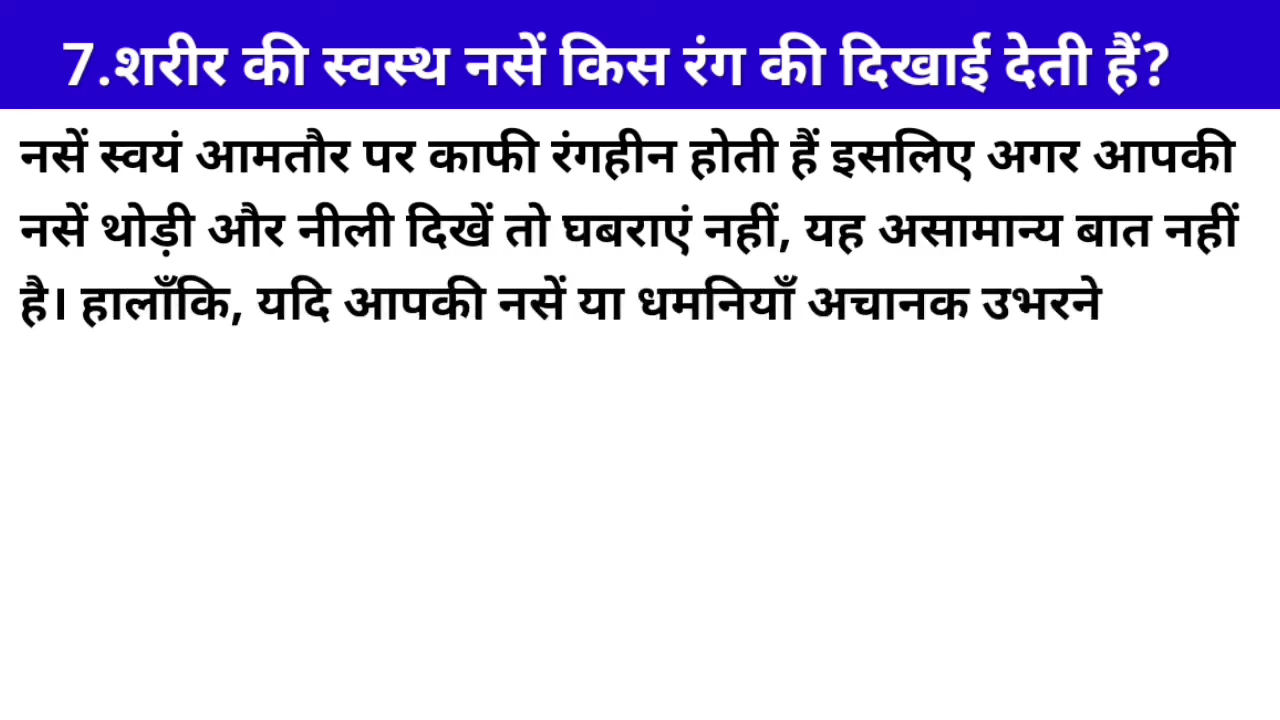 7.शरीर की स्वस्थ नसें किस रंग की दिखाई देती हैं?
नसें स्वयं आमतौर पर काफी रंगहीन होती हैं इसलिए अगर आपकी
नसें थोड़ी और नीली दिखें तो घबराएं नहीं, यह असामान्य बात नहीं
है। हालाँकि, यदि आपकी नसें या धमनियाँ अचानक उभरने